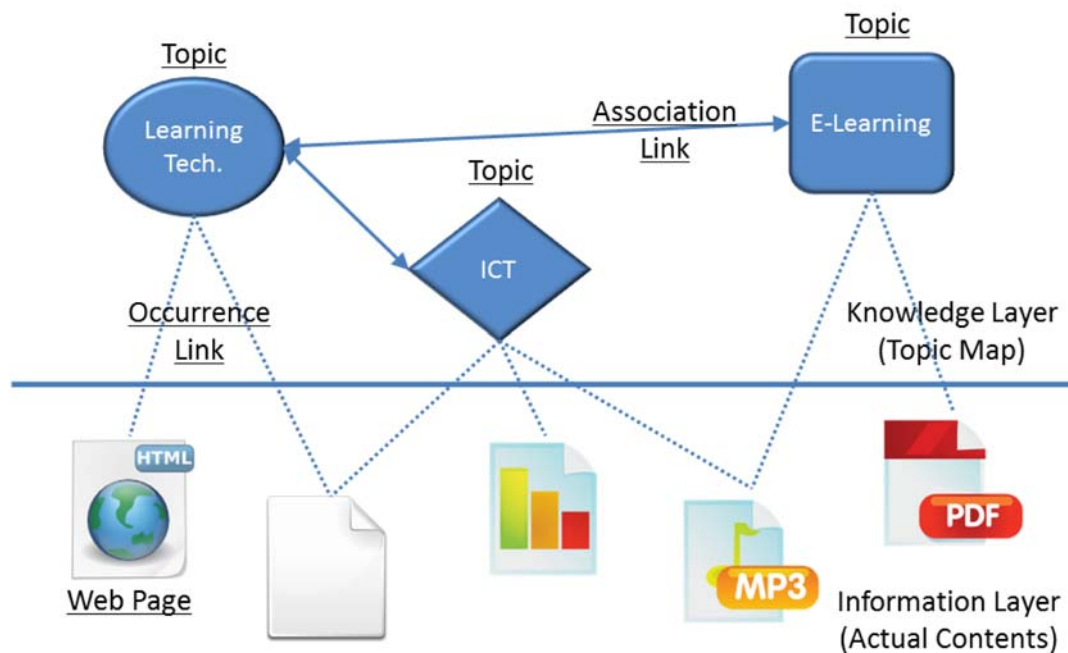 Topic
Learning
Tech.
Association
Link
Topic
E-Learning
Topic
ICT
Occurrence
Link
Knowledge Layer
(Topic Map)
HTML
Web Page
MP3
PDF
Information Layer
(Actual Contents)